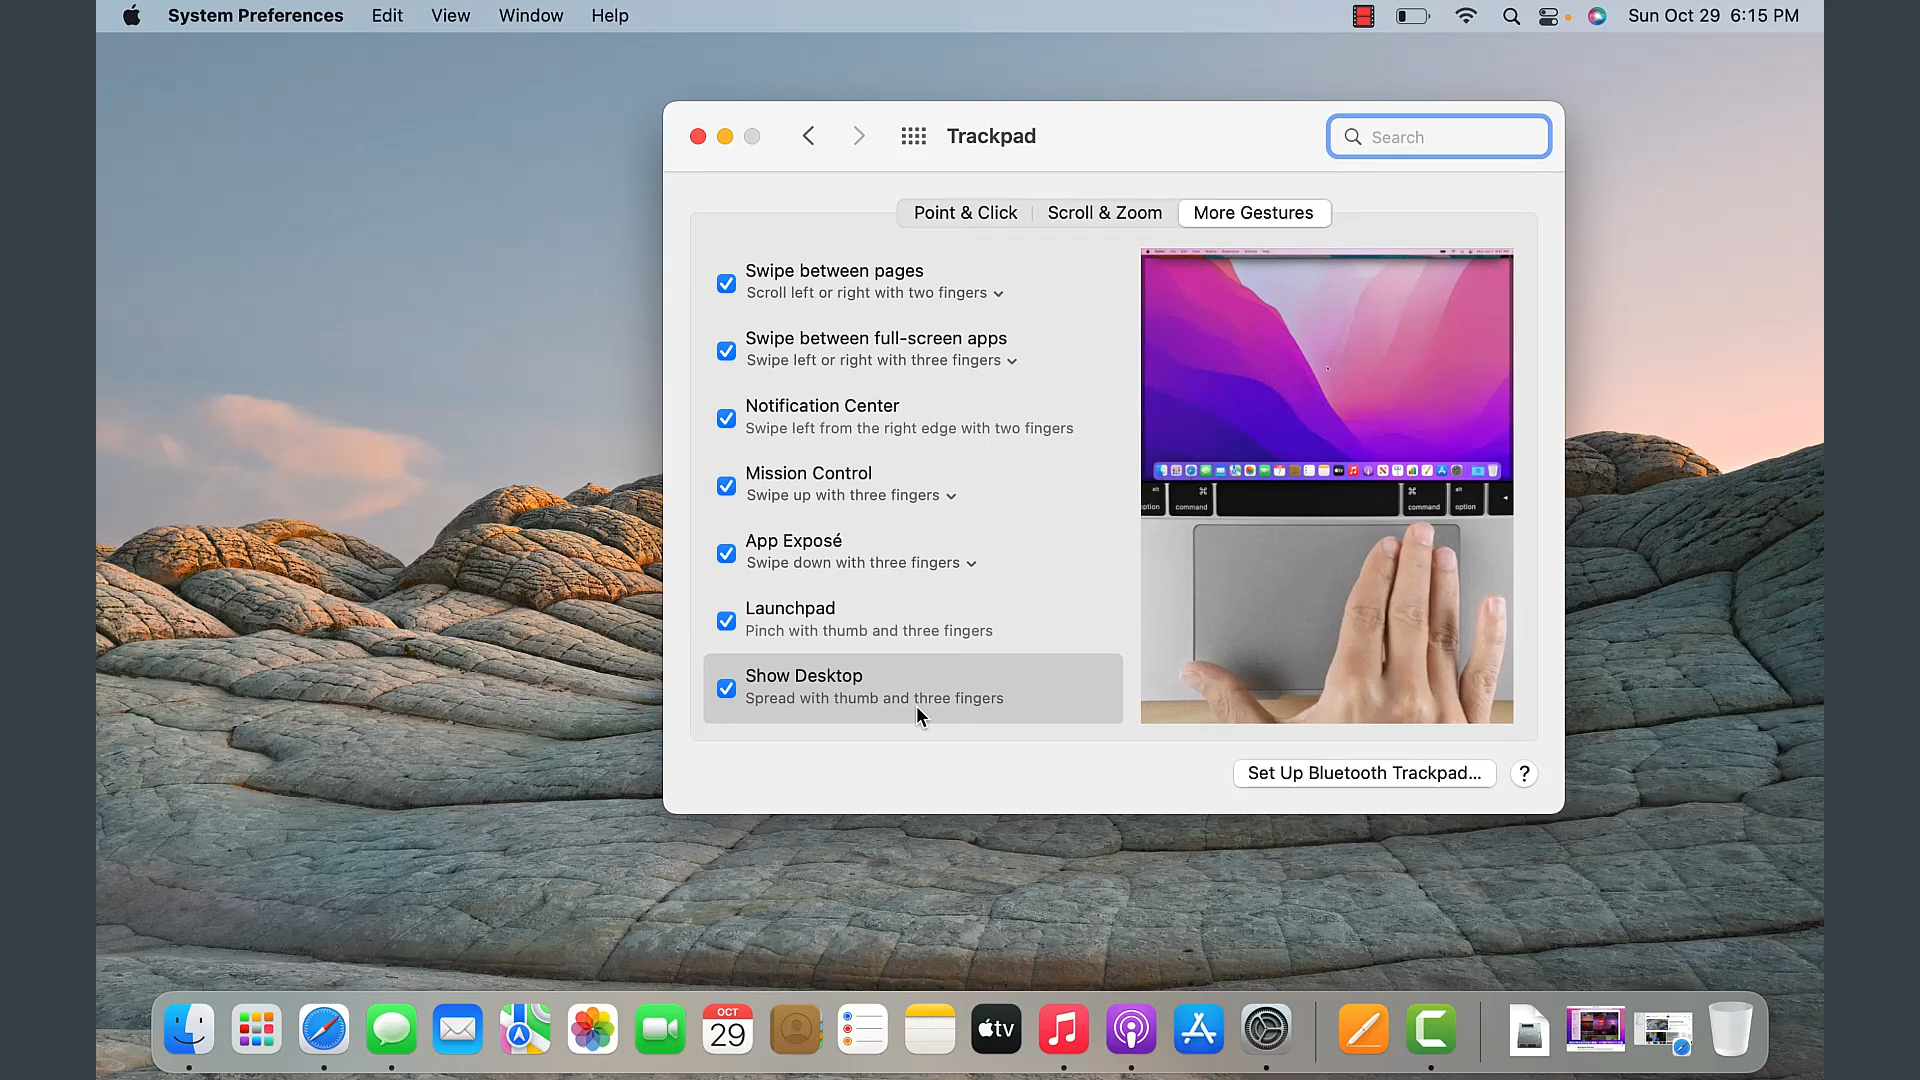 System Preferences Edit View Window Help Sun Oct 29 6:15 PM
Trackpad
Search
Point & Click Scroll & Zoom More Gestures
Swipe between pages
Scroll left or right with two fingers
Swipe between full-screen apps
Swipe left or right with three fingers
Notification Center
Swipe left from the right edge with two fingers
Mission Control
Swipe up with three fingers
App Exposé
Swipe down with three fingers
Launchpad
Pinch with thumb and three fingers
Show Desktop
Spread with thumb and three fingers
alt alt
option command command option
Set Up Bluetooth Trackpad... ?
OCT
29
tv